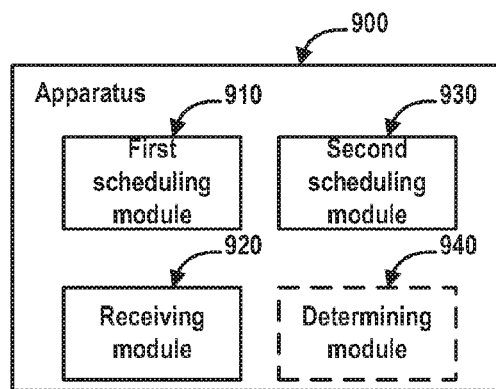 900
Apparatus
910
930
First
scheduling
module
Second
scheduling
module
920
940
Receiving
module
Determining
module